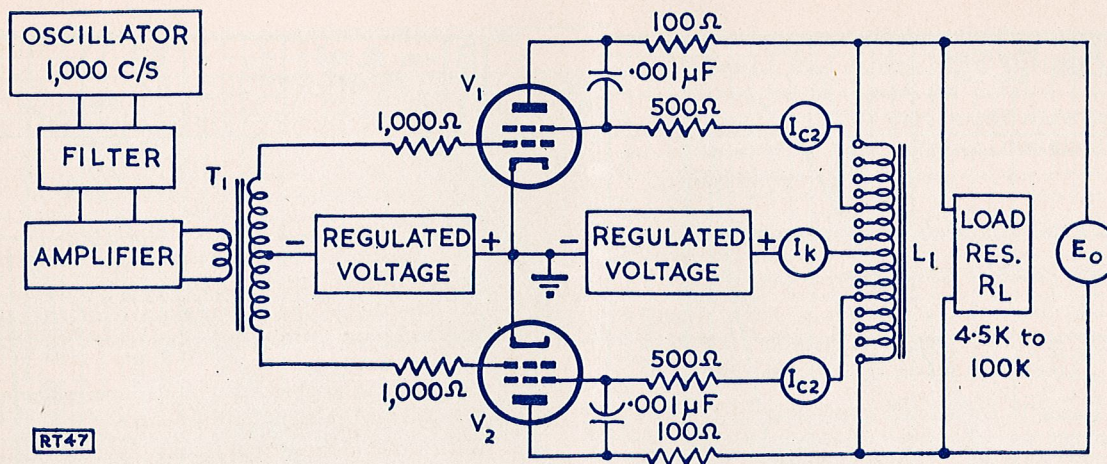 OSCILLATOR
1,000 C/S
FILTER
AMPLIFIER
T1
1,000Ω
V1
100Ω
·001µF
500Ω
IC2
− REGULATED VOLTAGE +
− REGULATED VOLTAGE +
Ik
L1
LOAD
RES.
RL
4·5K to
100K
Eo
1,000Ω
V2
500Ω
·001µF
100Ω
IC2
RT47